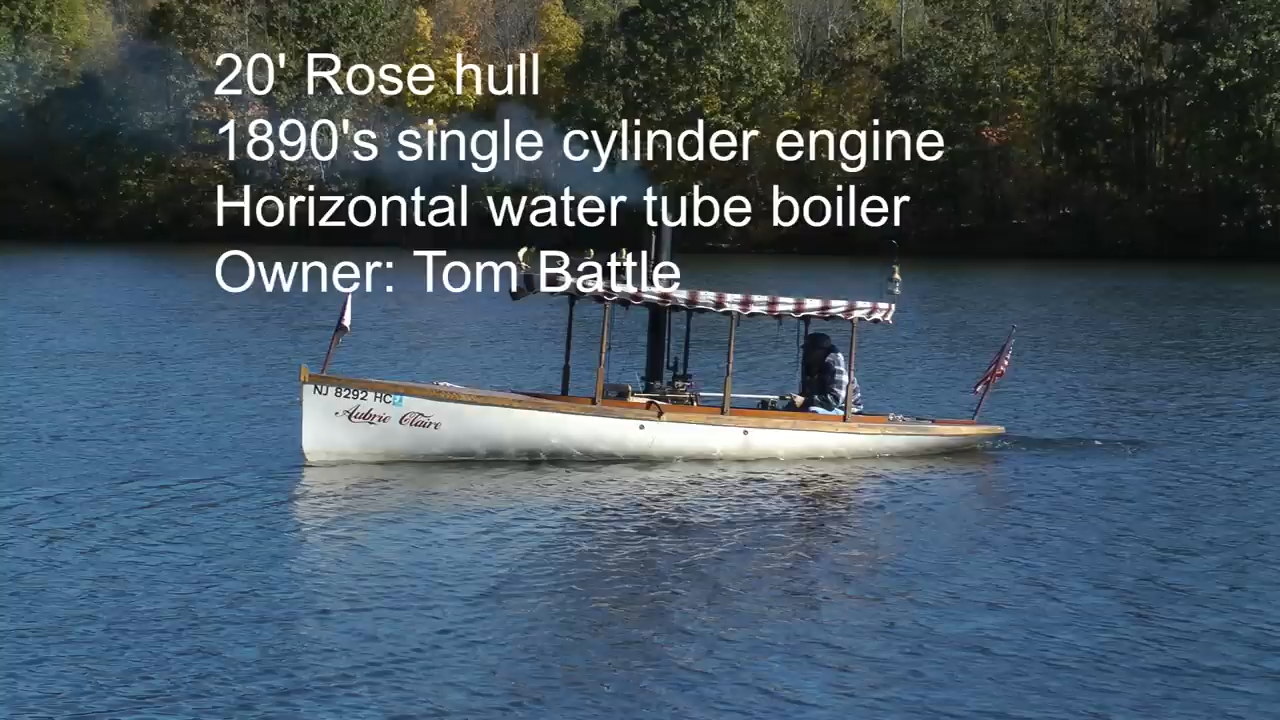 20' Rose hull
1890's single cylinder engine
Horizontal water tube boiler
Owner: Tom Battle
NJ 8292 HC
Aubrie Claire